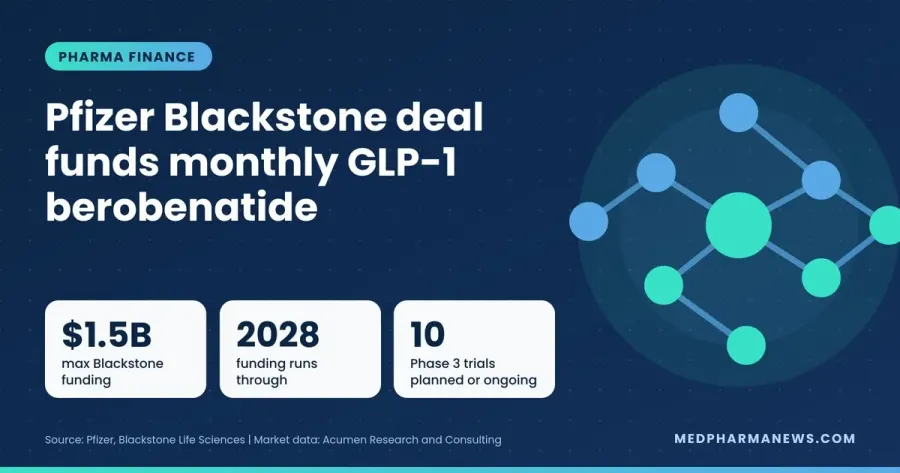 PHARMA FINANCE
Pfizer Blackstone deal
funds monthly GLP-1
berobenatide
$1.5B
max Blackstone
funding
2028
funding runs
through
10
Phase 3 trials
planned or ongoing
Source: Pfizer, Blackstone Life Sciences | Market data: Acumen Research and Consulting
MEDPHARMANEWS.COM